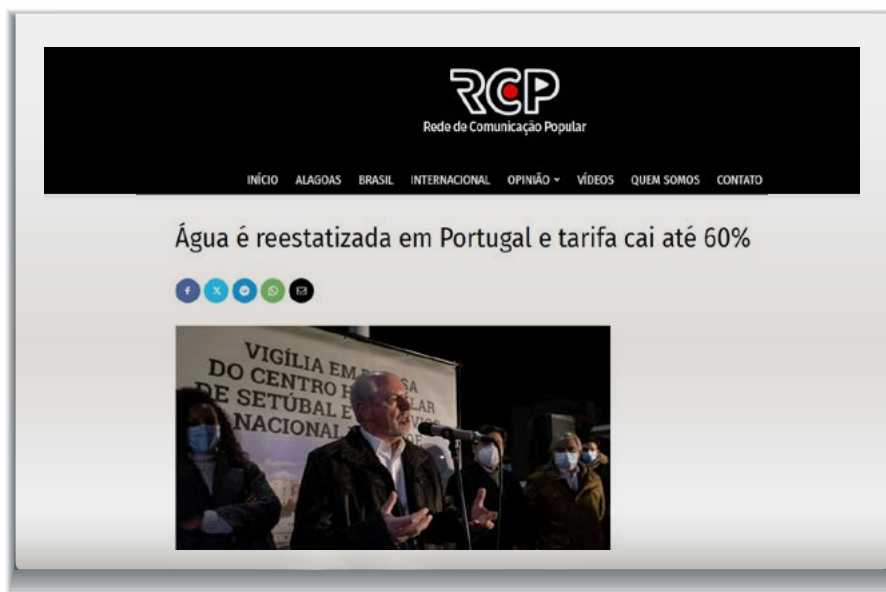 RCP
Rede de Comunicação Popular
INÍCIO ALAGOAS BRASIL INTERNACIONAL OPINIÃO VÍDEOS QUEM SOMOS CONTATO
Água é reestatizada em Portugal e tarifa cai até 60%
VIGÍLIA EM
DO CENTRO
DE SETÚBAL E
NACIONAL